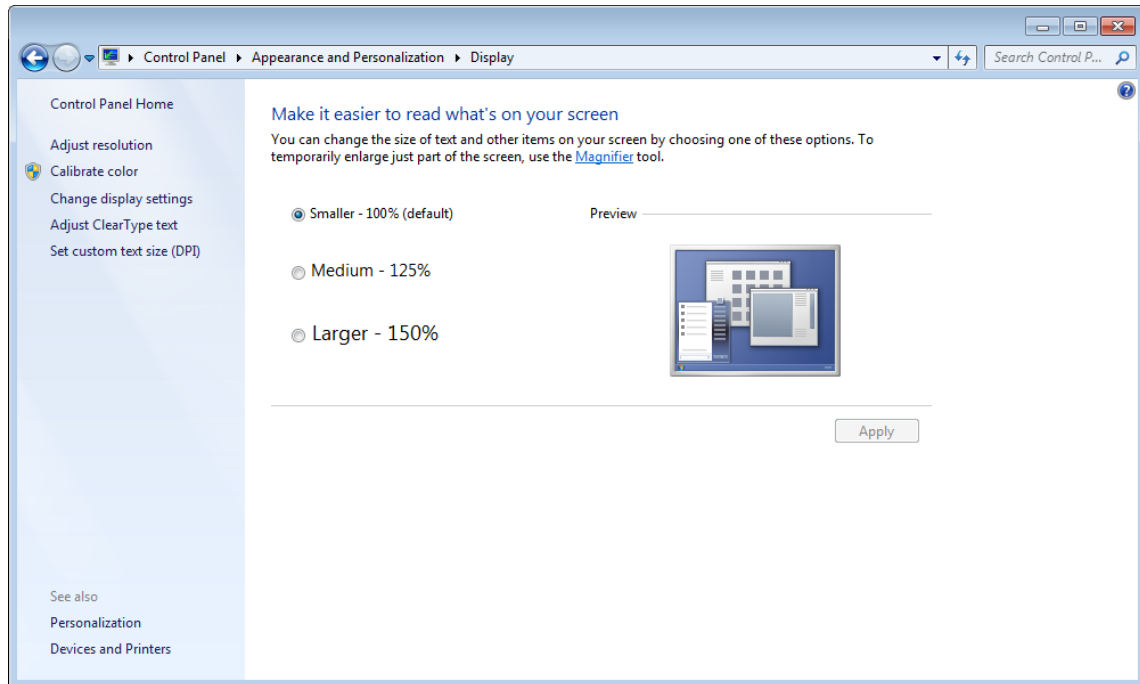 Control Panel Appearance and Personalization Display
Search Control P...
Control Panel Home
Adjust resolution
Calibrate color
Change display settings
Adjust ClearType text
Set custom text size (DPI)
See also
Personalization
Devices and Printers
Make it easier to read what's on your screen
You can change the size of text and other items on your screen by choosing one of these options. To
temporarily enlarge just part of the screen, use the Magnifier tool.
Smaller - 100% (default)
Preview
Medium - 125%
Larger - 150%
Apply